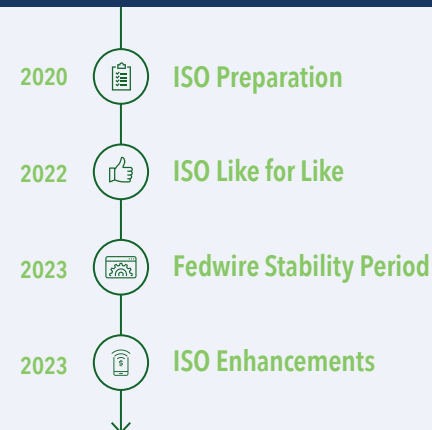 2020 ISO Preparation
2022 ISO Like for Like
2023 Fedwire Stability Period
2023 ISO Enhancements